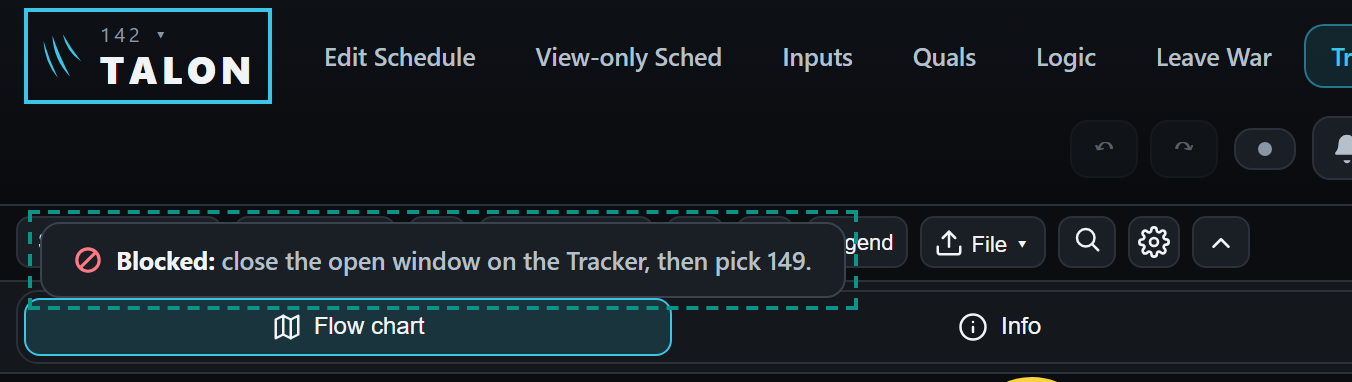 142 ▾
TALON
Edit Schedule
View-only Sched
Inputs
Quals
Logic
Leave War
Tr
Blocked: close the open window on the Tracker, then pick 149.
gend
File ▾
Flow chart
Info